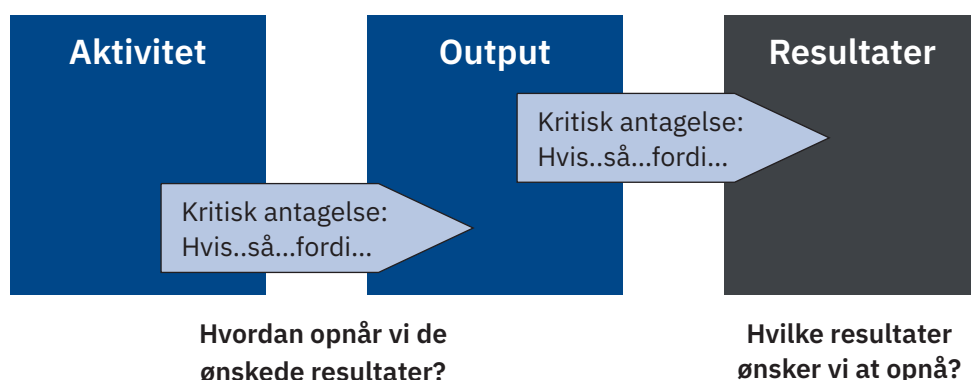 Aktivitet
Output
Resultater
Kritisk antagelse:
Hvis..så...fordi...
Kritisk antagelse:
Hvis..så...fordi...
Hvordan opnår vi de
ønskede resultater?
Hvilke resultater
ønsker vi at opnå?